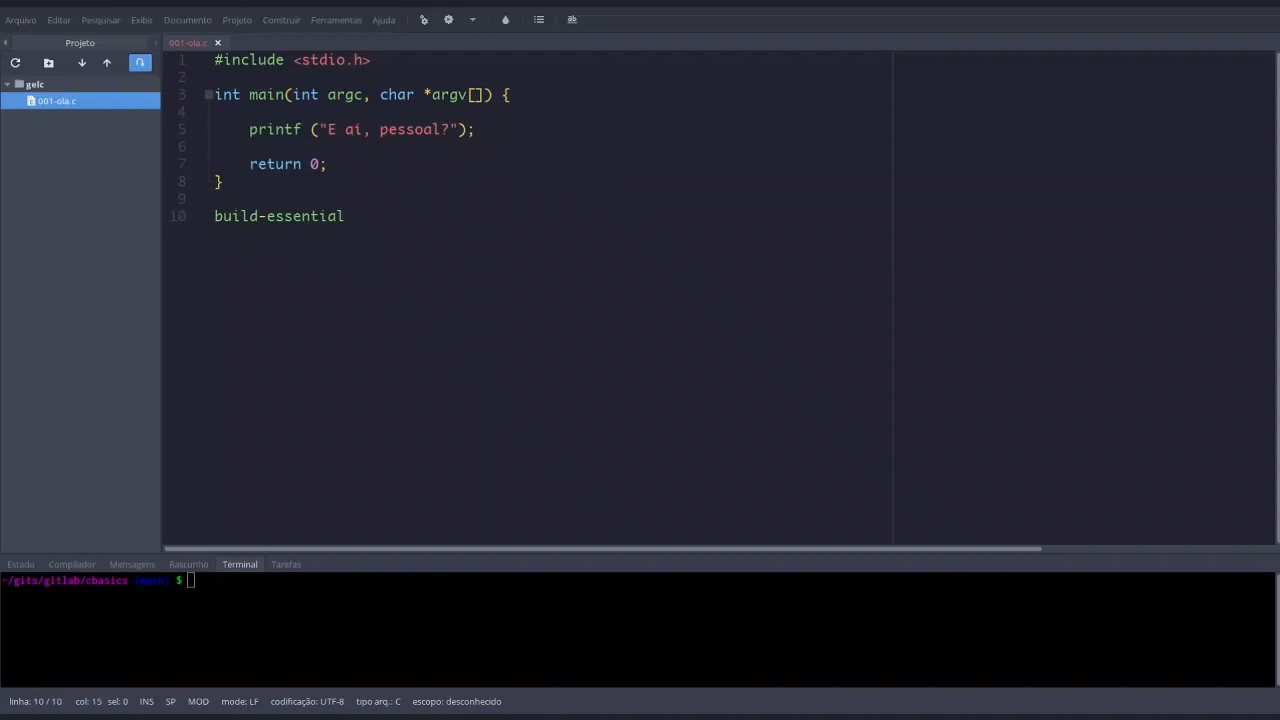 Arquivo Editar Pesquisar Exibir Documento Projeto Construir Ferramentas Ajuda
Projeto
001-ola.c
gelc
001-ola.c
1 #include <stdio.h>
2
3 int main(int argc, char *argv[]) {
4
5 printf ("E ai, pessoal?");
6
7 return 0;
8 }
9
10 build-essential
Estado Compilador Mensagens Rascunho Terminal Tarefas
~/gits/gitlab/cbasics (main) $
linha: 10 / 10 col: 15 sel: 0 INS SP MOD mode: LF codificação: UTF-8 tipo arq.: C escopo: desconhecido